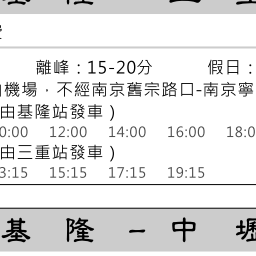 離峰：15-20分　假日：
機場，不經南京舊宗路口-南京寧
由基隆站發車）
0:00 12:00 14:00 16:00 18:0
由三重站發車）
3:15 15:15 17:15 19:15
基 隆 – 中 壢